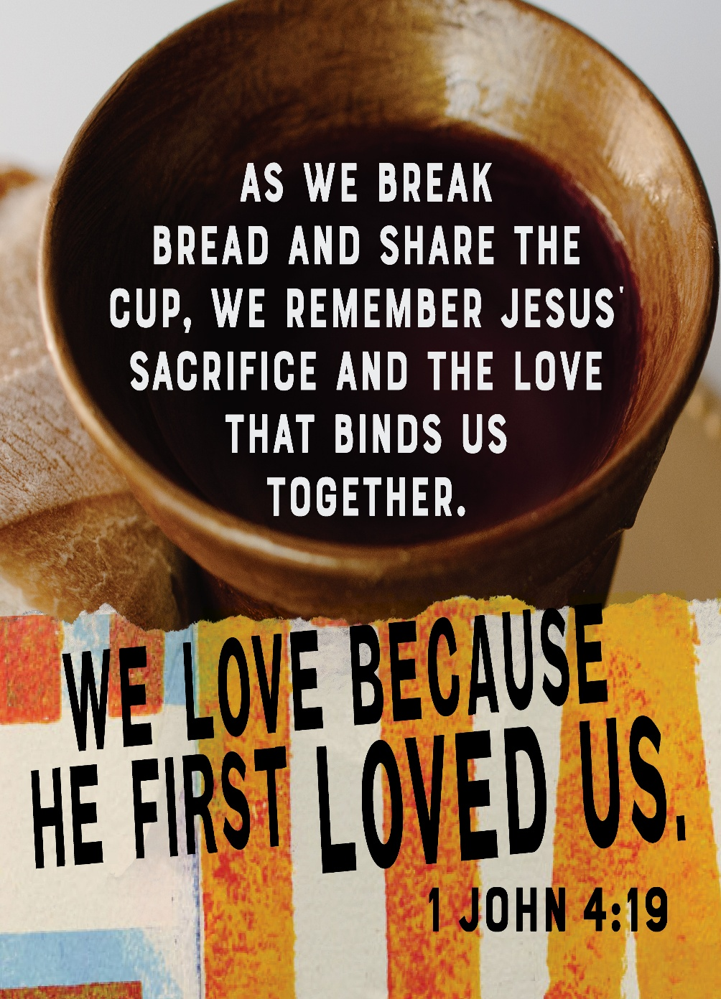 AS WE BREAK
BREAD AND SHARE THE
CUP, WE REMEMBER JESUS'
SACRIFICE AND THE LOVE
THAT BINDS US
TOGETHER.
WE LOVE BECAUSE
HE FIRST LOVED US.
1 JOHN 4:19